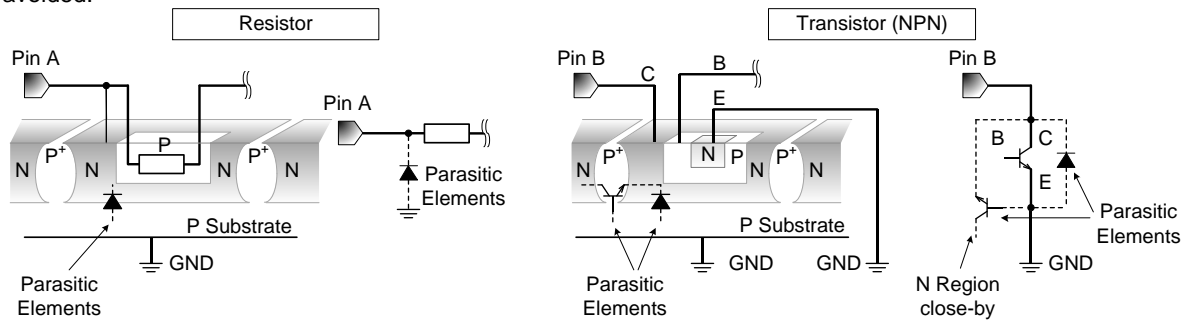 avoided.
Resistor
Transistor (NPN)
Pin A
Pin A
N P+ N P P+ N N
Parasitic
Elements
P Substrate
GND
Parasitic
Elements
Pin B
C
B
E
N P+ N N P P+ N N
P Substrate
GND
GND
Parasitic
Elements
Pin B
B
C
E
Parasitic
Elements
GND
N Region
close-by